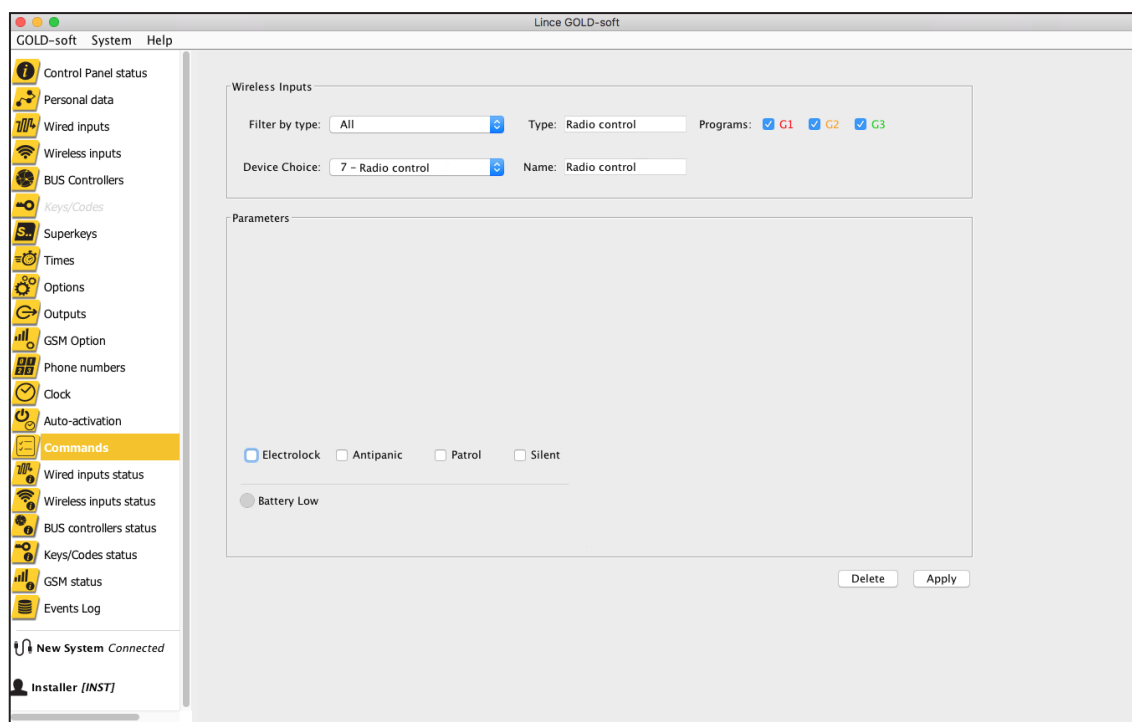 Lince GOLD-soft
GOLD-soft System Help
Control Panel status
Personal data
Wired inputs
Wireless inputs
BUS Controllers
Keys/Codes
S.. Superkeys
Times
Options
Outputs
GSM Option
Phone numbers
Clock
Auto-activation
Commands
Wired inputs status
Wireless inputs status
BUS controllers status
Keys/Codes status
GSM status
Events Log
New System Connected
Installer [INST]
Wireless Inputs
Filter by type: All Type: Radio control Programs: G1 G2 G3
Device Choice: 7 - Radio control Name: Radio control
Parameters
Electrolock Antipanic Patrol Silent
Battery Low
Delete Apply